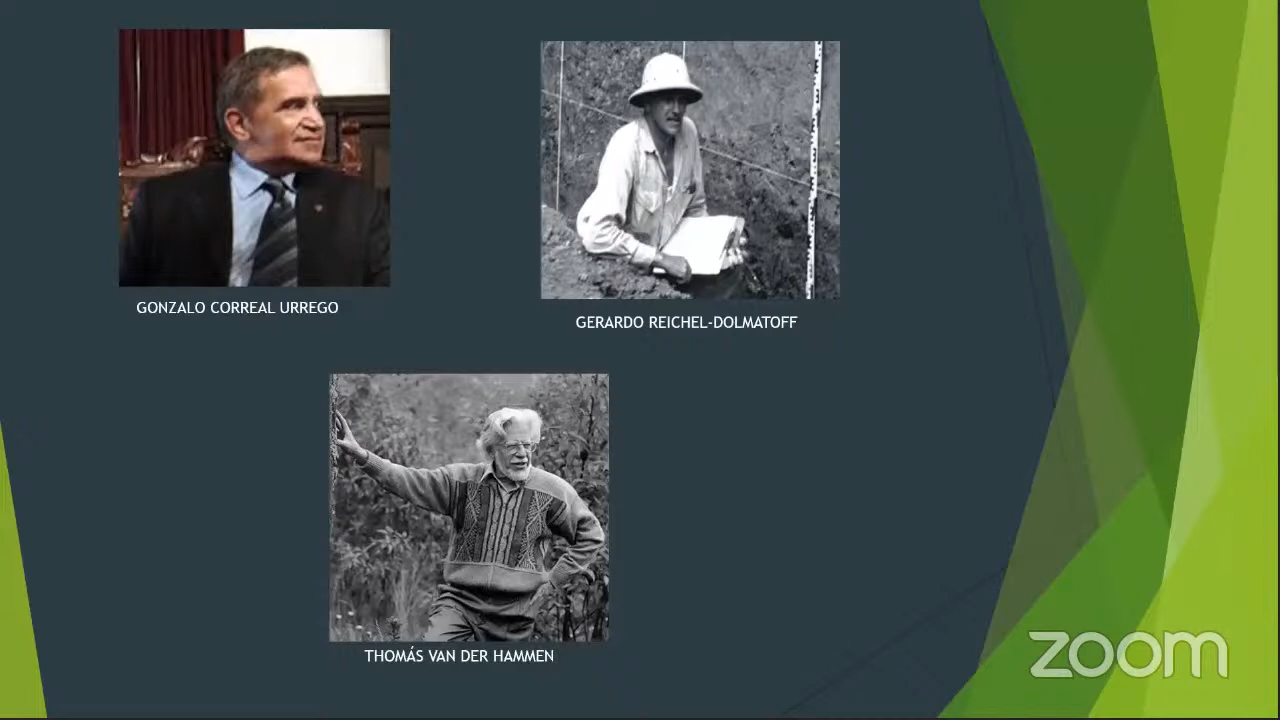 GONZALO CORREAL URREGO
GERARDO REICHEL-DOLMATOFF
THOMÁS VAN DER HAMMEN
zoom